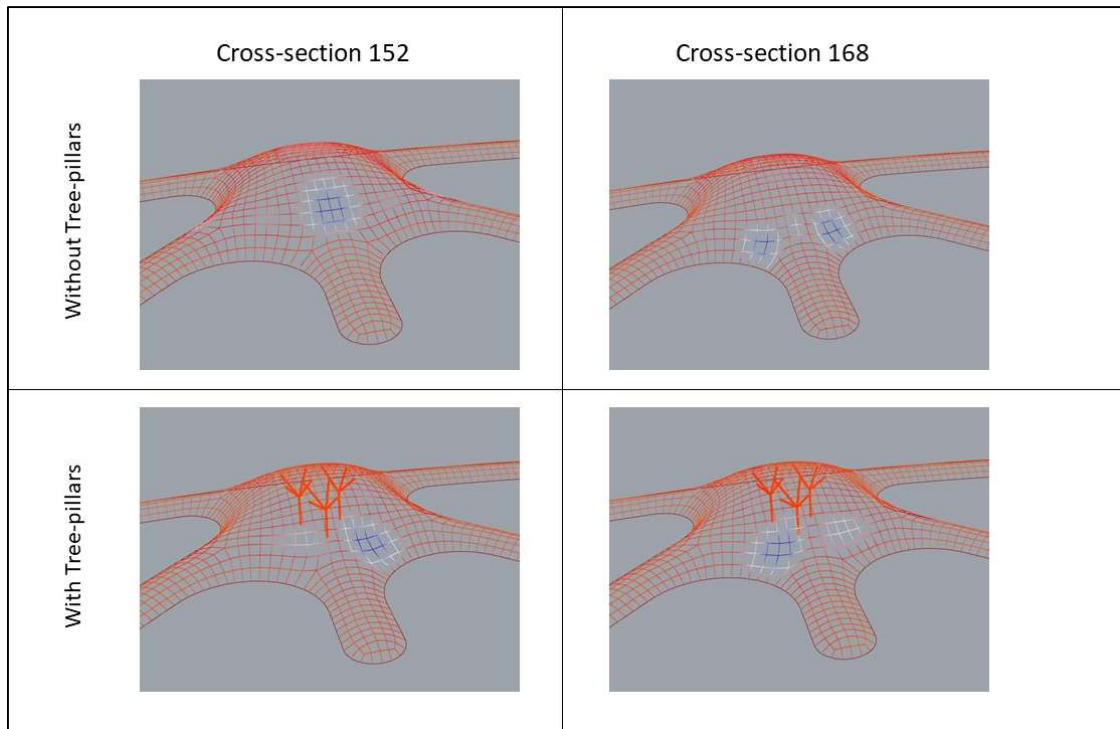 Cross-section 152
Cross-section 168
Without Tree-pillars
With Tree-pillars